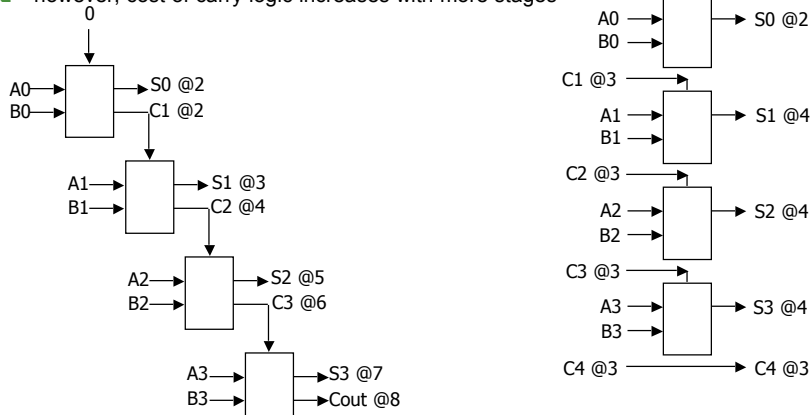 however, cost of carry logic increases with more stages
0
A0
B0
S0 @2
C1 @2
A1
B1
S1 @3
C2 @4
A2
B2
S2 @5
C3 @6
A3
B3
S3 @7
Cout @8
A0
B0
S0 @2
C1 @3
A1
B1
S1 @4
C2 @3
A2
B2
S2 @4
C3 @3
A3
B3
S3 @4
C4 @3
C4 @3